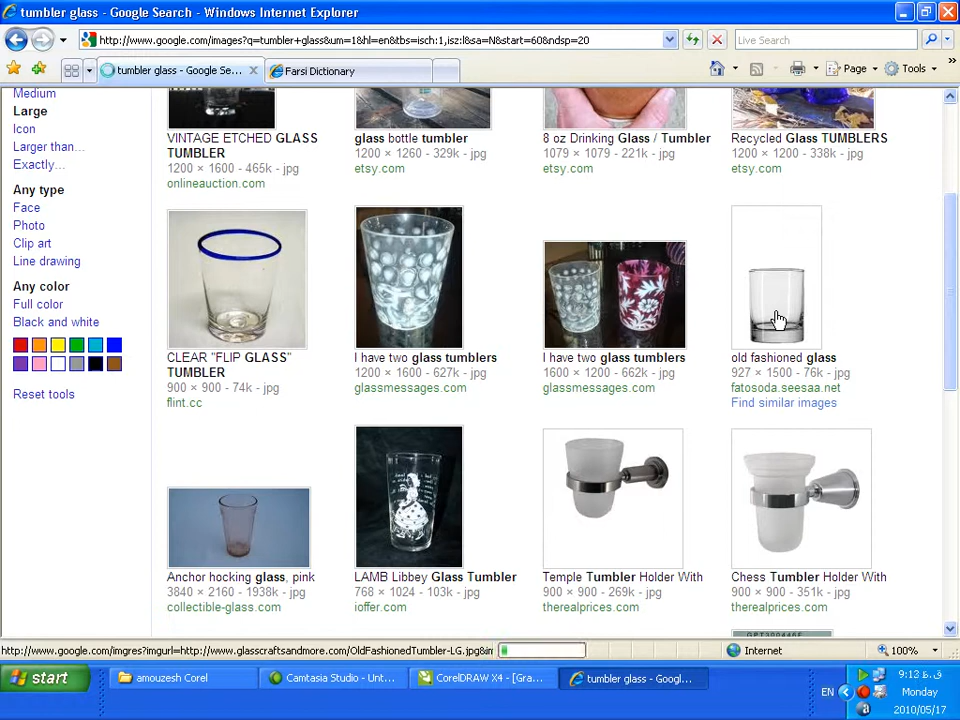 tumbler glass - Google Search - Windows Internet Explorer
http://www.google.com/images?q=tumbler+glass&um=1&hl=en&tbs=isch:1,isz:l&sa=N&start=60&ndsp=20
Live Search
tumbler glass - Google Se...
Farsi Dictionary
Page
Tools
Medium
Large
Icon
Larger than...
Exactly...
Any type
Face
Photo
Clip art
Line drawing
Any color
Full color
Black and white
Reset tools
VINTAGE ETCHED GLASS TUMBLER
1200 × 1600 - 465k - jpg
onlineauction.com
glass bottle tumbler
1200 × 1260 - 329k - jpg
etsy.com
8 oz Drinking Glass / Tumbler
1079 × 1079 - 221k - jpg
etsy.com
Recycled Glass TUMBLERS
1200 × 1200 - 338k - jpg
etsy.com
CLEAR "FLIP GLASS" TUMBLER
900 × 900 - 74k - jpg
flint.cc
I have two glass tumblers
1200 × 1600 - 627k - jpg
glassmessages.com
I have two glass tumblers
1600 × 1200 - 662k - jpg
glassmessages.com
old fashioned glass
927 × 1500 - 76k - jpg
fatosoda.seesaa.net
Find similar images
Anchor hocking glass, pink
3840 × 2160 - 1938k - jpg
collectible-glass.com
LAMB Libbey Glass Tumbler
768 × 1024 - 103k - jpg
ioffer.com
Temple Tumbler Holder With
900 × 900 - 269k - jpg
therealprices.com
Chess Tumbler Holder With
900 × 900 - 351k - jpg
therealprices.com
http://www.google.com/imgres?imgurl=http://www.glasscraftsandmore.com/OldFashionedTumbler-LG.jpg&im
Internet
100%
start
amouzesh Corel
Camtasia Studio - Unt...
CorelDRAW X4 - [Gra...
tumbler glass - Googl...
EN
9:12 ق.ظ
Monday
2010/05/17